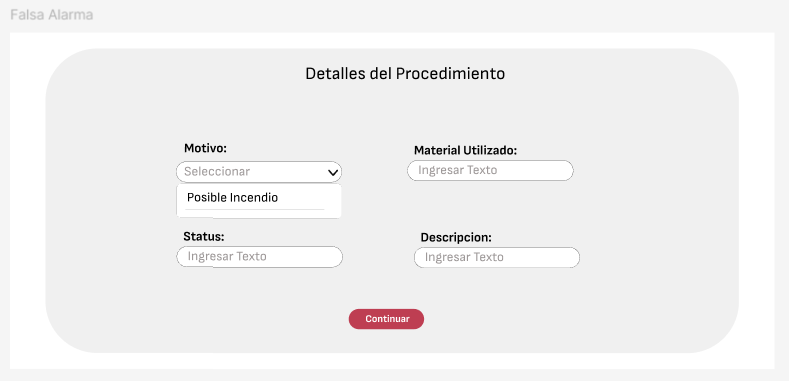 Falsa Alarma
Detalles del Procedimiento
Motivo:
Seleccionar
Posible Incendio
Material Utilizado:
Ingresar Texto
Status:
Ingresar Texto
Descripcion:
Ingresar Texto
Continuar